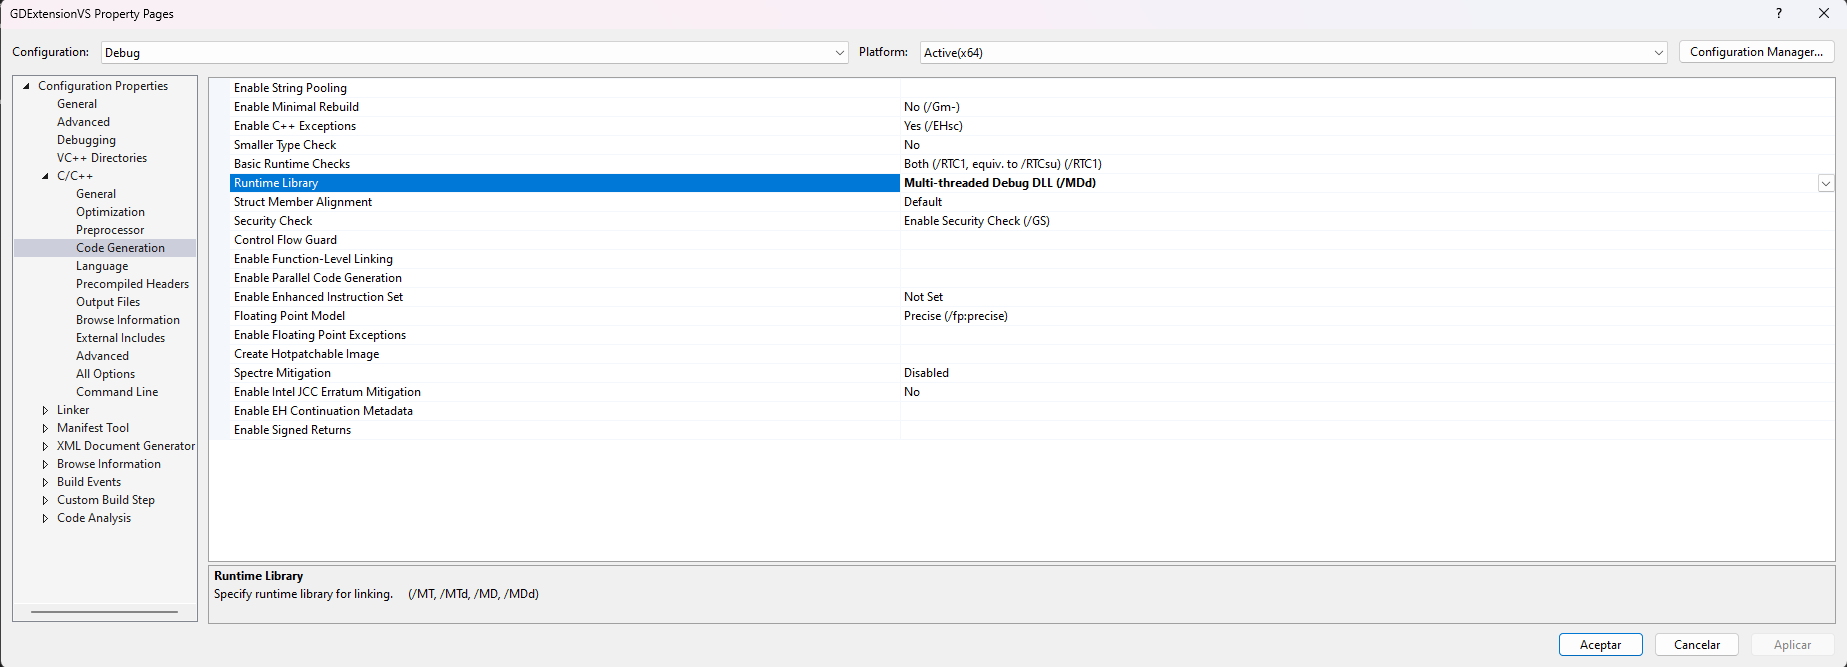 GDExtensionVS Property Pages
?
Configuration: Debug Platform: Active(x64) Configuration Manager...
Configuration Properties
General
Advanced
Debugging
VC++ Directories
C/C++
General
Optimization
Preprocessor
Code Generation
Language
Precompiled Headers
Output Files
Browse Information
External Includes
Advanced
All Options
Command Line
Linker
Manifest Tool
XML Document Generator
Browse Information
Build Events
Custom Build Step
Code Analysis
Enable String Pooling
Enable Minimal Rebuild No (/Gm-)
Enable C++ Exceptions Yes (/EHsc)
Smaller Type Check No
Basic Runtime Checks Both (/RTC1, equiv. to /RTCsu) (/RTC1)
Runtime Library Multi-threaded Debug DLL (/MDd)
Struct Member Alignment Default
Security Check Enable Security Check (/GS)
Control Flow Guard
Enable Function-Level Linking
Enable Parallel Code Generation
Enable Enhanced Instruction Set Not Set
Floating Point Model Precise (/fp:precise)
Enable Floating Point Exceptions
Create Hotpatchable Image
Spectre Mitigation Disabled
Enable Intel JCC Erratum Mitigation No
Enable EH Continuation Metadata
Enable Signed Returns
Runtime Library
Specify runtime library for linking. (/MT, /MTd, /MD, /MDd)
Aceptar Cancelar Aplicar